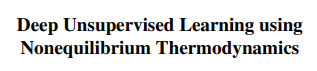 Deep Unsupervised Learning using
Nonequilibrium Thermodynamics